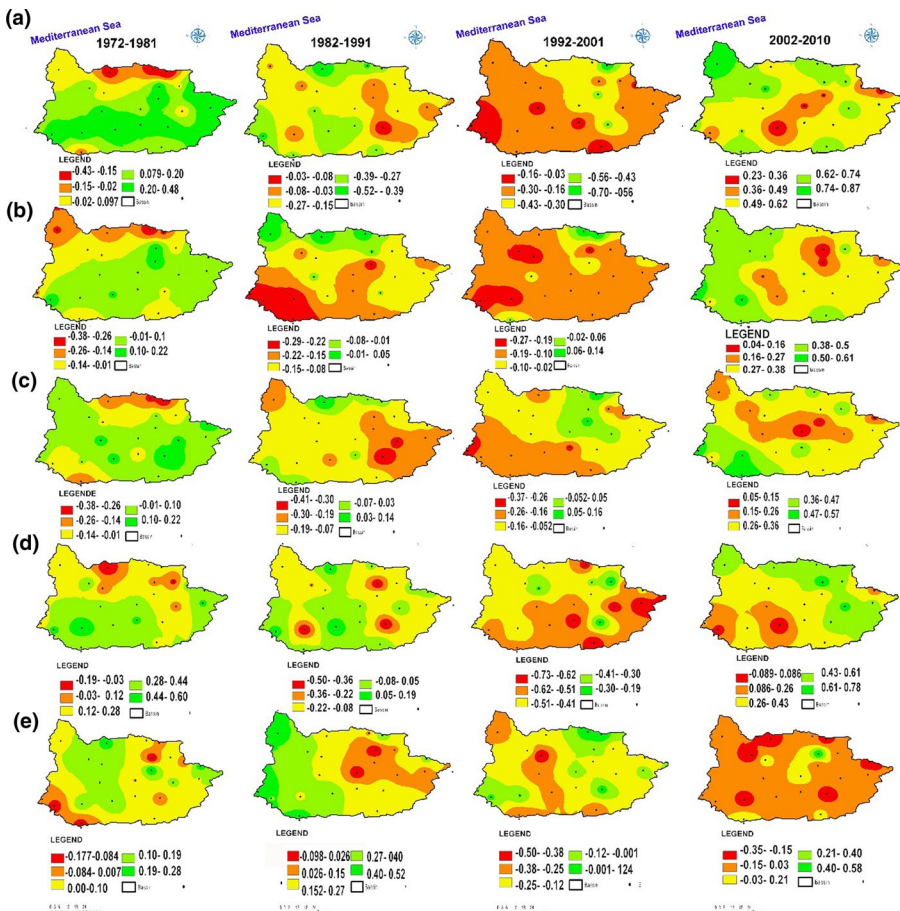 (a)
Mediterranean Sea
1972-1981
Mediterranean Sea
1982-1991
Mediterranean Sea
1992-2001
Mediterranean Sea
2002-2010
LEGEND
-0.43- -0.15 0.079- 0.20
-0.15- -0.02 0.20- 0.48
-0.02- 0.097 Bassin
LEGEND
-0.03- -0.08 -0.39- -0.27
-0.08- -0.03 -0.52- -0.39
-0.27- -0.15 Bassin
LEGEND
-0.16- -0.03 -0.56- -0.43
-0.30- -0.16 -0.70- -056
-0.43- -0.30 Bassin
LEGEND
0.23- 0.36 0.62- 0.74
0.36- 0.49 0.74- 0.87
0.49- 0.62 Bassin
(b)
LEGEND
-0.38- -0.26 -0.01- 0.1
-0.26- -0.14 0.10- 0.22
-0.14- -0.01 Bassin
LEGEND
-0.29- -0.22 -0.08- -0.01
-0.22- -0.15 -0.01- 0.05
-0.15- -0.08 Bassin
LEGEND
-0.27- -0.19 -0.02- 0.06
-0.19- -0.10 0.06- 0.14
-0.10- -0.02 Bassin
LEGEND
0.04- 0.16 0.38- 0.5
0.16- 0.27 0.50- 0.61
0.27- 0.38 Bassin
(c)
LEGENDE
-0.38- -0.26 -0.01- 0.10
-0.26- -0.14 0.10- 0.22
-0.14- -0.01 Bassin
LEGEND
-0.41- -0.30 -0.07- 0.03
-0.30- -0.19 0.03- 0.14
-0.19- -0.07 Bassin
LEGEND
-0.37- -0.26 -0.052- 0.05
-0.26- -0.16 0.05- 0.16
-0.16- -0.052 Bassin
LEGEND
0.05- 0.15 0.36- 0.47
0.15- 0.26 0.47- 0.57
0.26- 0.36 Bassin
(d)
LEGEND
-0.19- -0.03 0.28- 0.44
-0.03- 0.12 0.44- 0.60
0.12- 0.28 Bassin
LEGEND
-0.50- -0.36 -0.08- 0.05
-0.36- -0.22 0.05- 0.19
-0.22- -0.08 Bassin
LEGEND
-0.73- -0.62 -0.41- -0.30
-0.62- -0.51 -0.30- -0.19
-0.51- -0.41 Bassin
LEGEND
-0.089- 0.086 0.43- 0.61
0.086- 0.26 0.61- 0.78
0.26- 0.43 Bassin
(e)
LEGEND
-0.177-0.084 0.10- 0.19
-0.084- 0.007 0.19- 0.28
0.00-0.10 Bassin
LEGEND
-0.098-0.026 0.27- 040
0.026- 0.15 0.40- 0.52
0.152- 0.27 Bassin
LEGEND
-0.50- -0.38 -0.12- -0.001
-0.38- -0.25 -0.001- 124
-0.25- -0.12 Bassin
LEGEND
-0.35- -0.15 0.21- 0.40
-0.15- 0.03 0.40- 0.58
-0.03- 0.21 Bassin